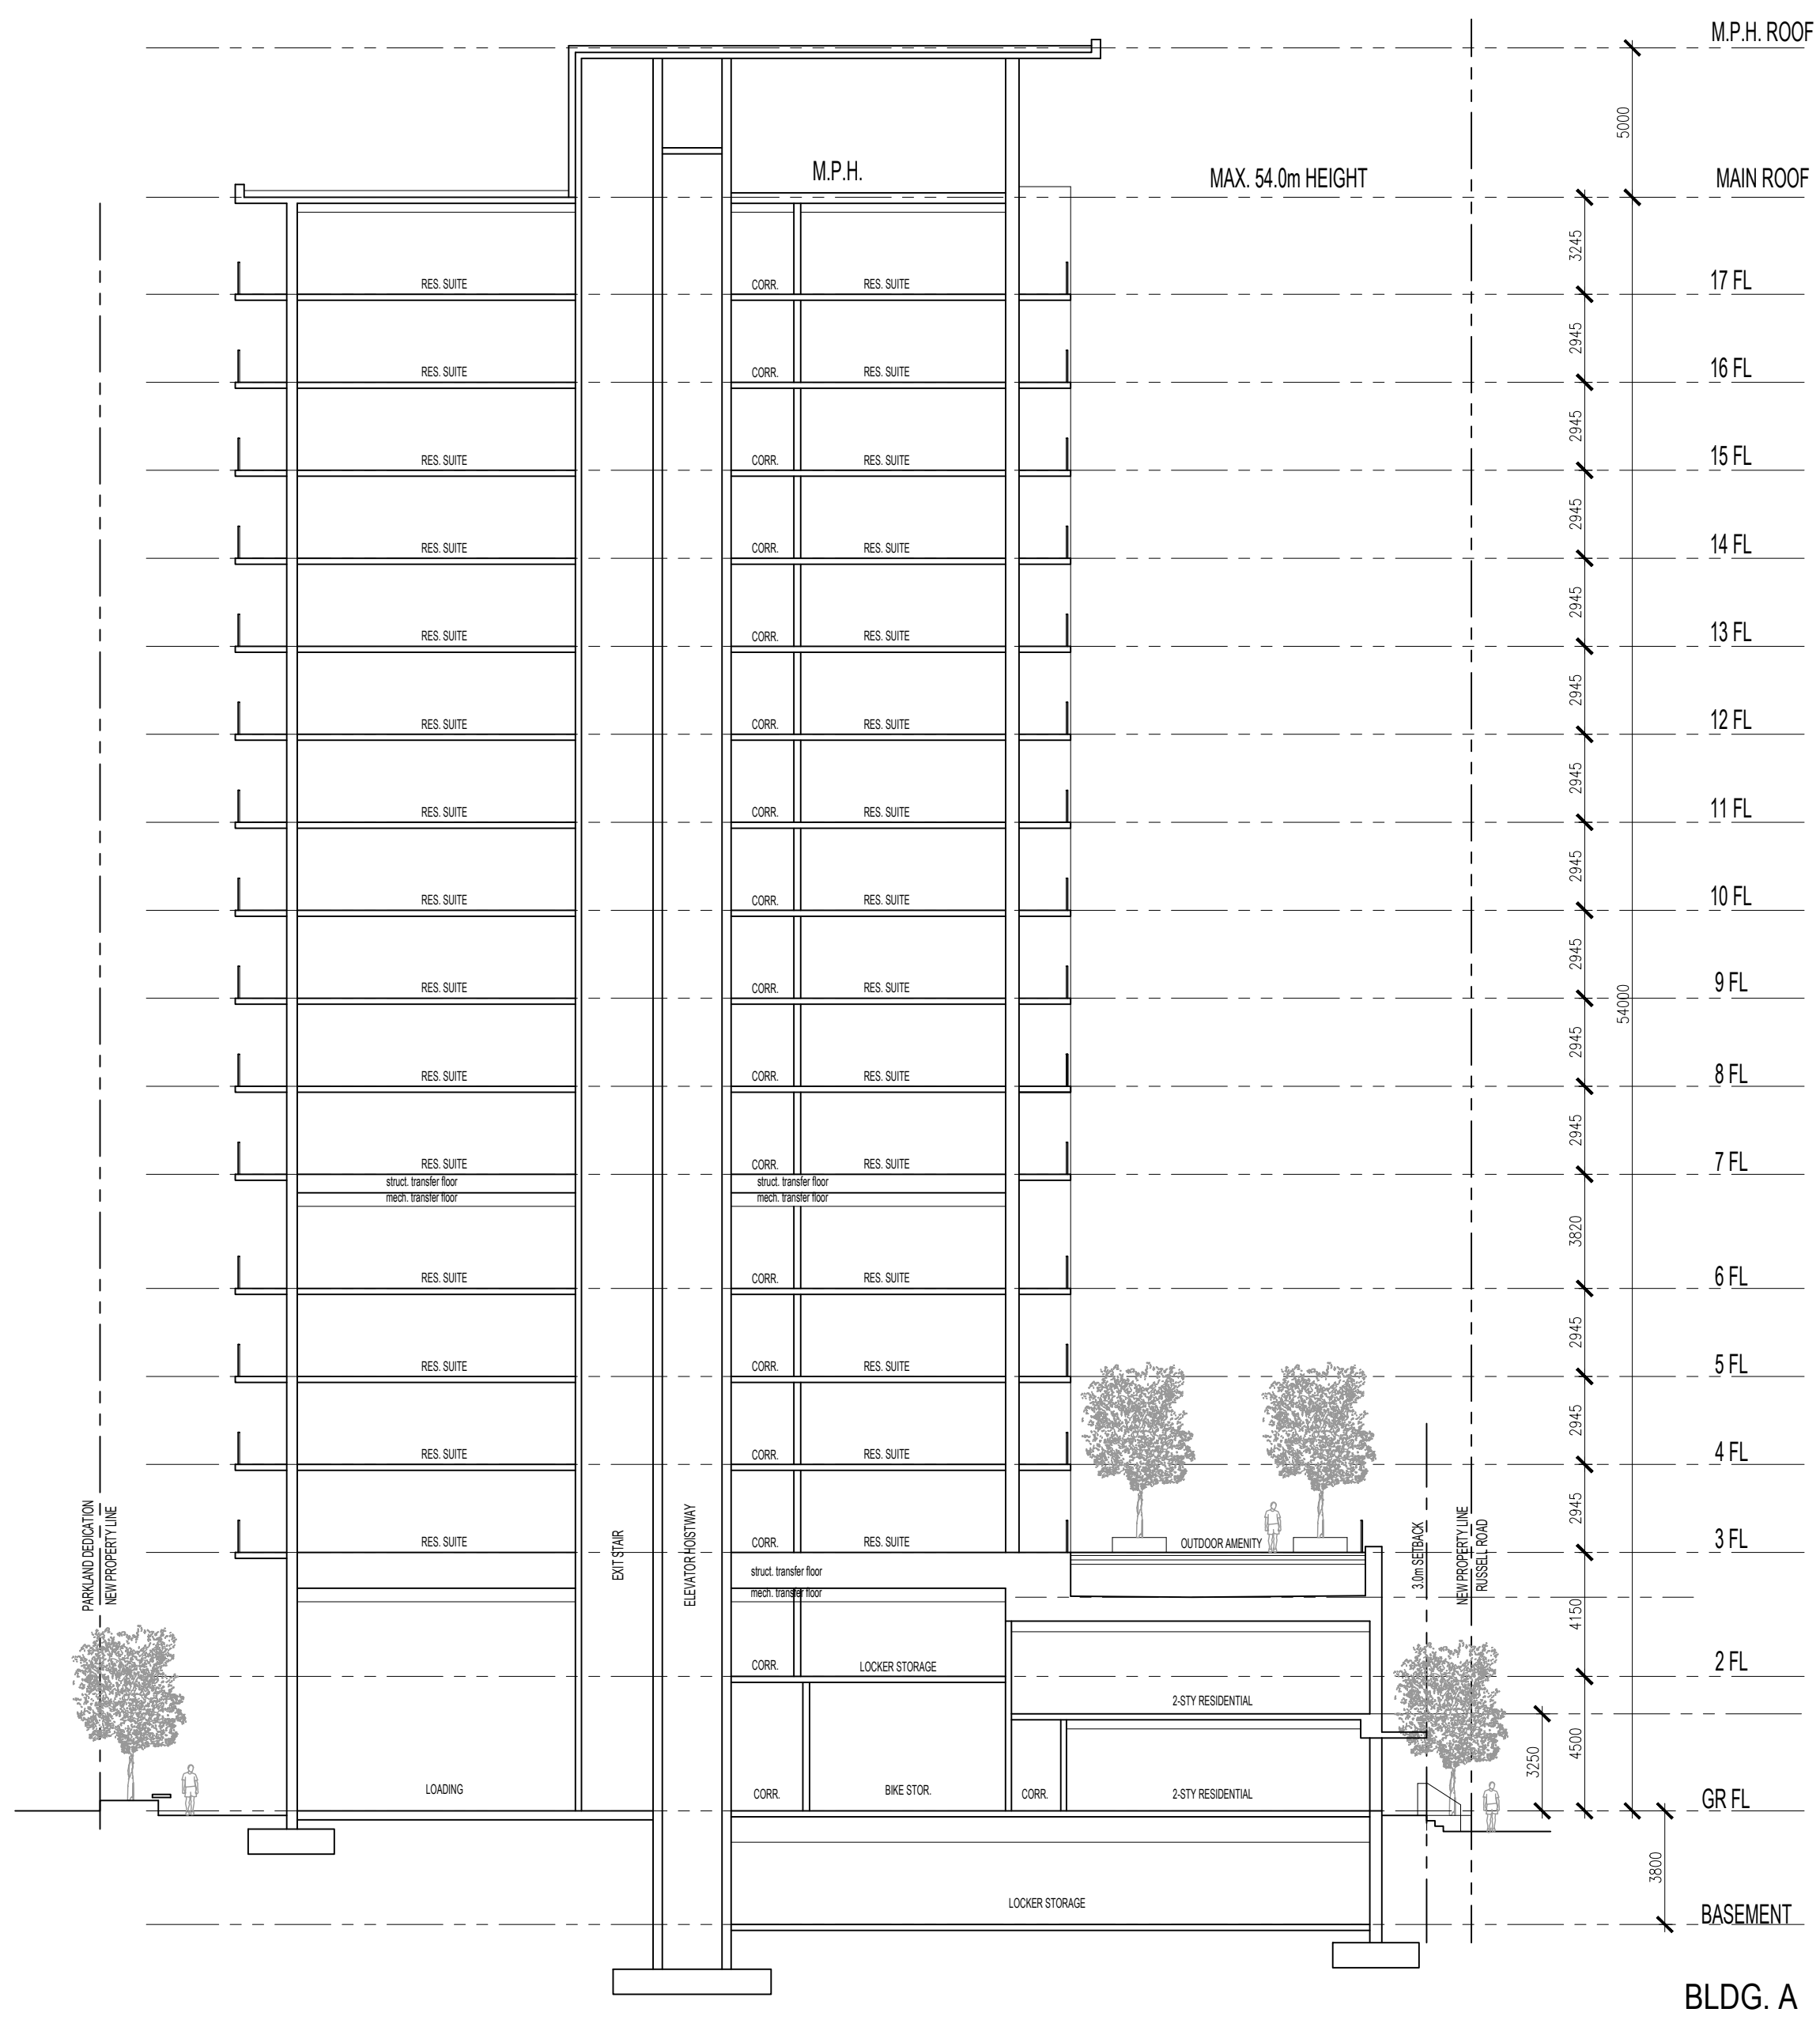 M.P.H. ROOF
5000
M.P.H.
MAX. 54.0m HEIGHT
MAIN ROOF
3245
RES. SUITE CORR. RES. SUITE 17 FL
2945
RES. SUITE CORR. RES. SUITE 16 FL
2945
RES. SUITE CORR. RES. SUITE 15 FL
2945
RES. SUITE CORR. RES. SUITE 14 FL
2945
RES. SUITE CORR. RES. SUITE 13 FL
2945
RES. SUITE CORR. RES. SUITE 12 FL
2945
RES. SUITE CORR. RES. SUITE 11 FL
2945
RES. SUITE CORR. RES. SUITE 10 FL
2945
RES. SUITE CORR. RES. SUITE 9 FL
54000
2945
RES. SUITE CORR. RES. SUITE 8 FL
2945
RES. SUITE CORR. RES. SUITE 7 FL
struct. transfer floor struct. transfer floor
mech. transfer floor mech. transfer floor
3820
RES. SUITE CORR. RES. SUITE 6 FL
2945
RES. SUITE CORR. RES. SUITE 5 FL
2945
RES. SUITE CORR. RES. SUITE 4 FL
2945
PARKLAND DEDICATION
NEW PROPERTY LINE
EXIT STAIR
ELEVATOR HOISTWAY
3.0m SETBACK
NEW PROPERTY LINE
RUSSELL ROAD
RES. SUITE CORR. RES. SUITE OUTDOOR AMENITY 3 FL
struct. transfer floor
mech. transfer floor
4150
CORR. LOCKER STORAGE 2 FL
2-STY RESIDENTIAL
4500
3250
LOADING CORR. BIKE STOR. CORR. 2-STY RESIDENTIAL GR FL
3800
LOCKER STORAGE
BASEMENT
BLDG. A